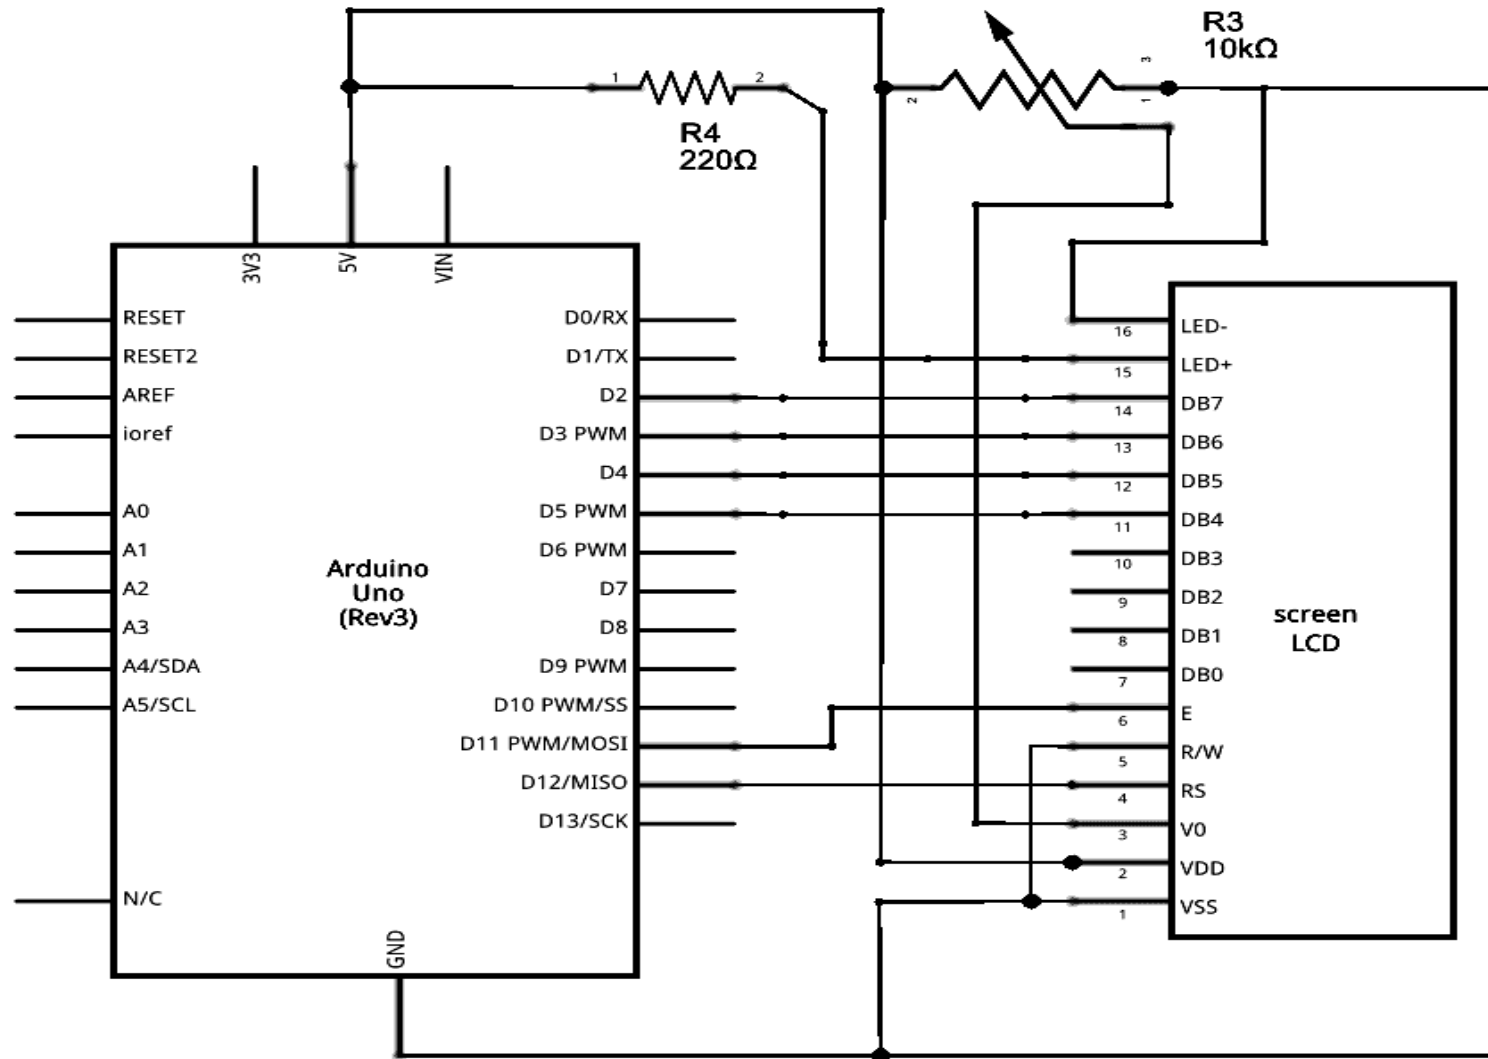 R3
10kΩ
1
2
2
3
1
R4
220Ω
3V3
5V
VIN
RESET
RESET2
AREF
ioref
A0
A1
A2
A3
A4/SDA
A5/SCL
N/C
Arduino
Uno
(Rev3)
GND
D0/RX
D1/TX
D2
D3 PWM
D4
D5 PWM
D6 PWM
D7
D8
D9 PWM
D10 PWM/SS
D11 PWM/MOSI
D12/MISO
D13/SCK
16
15
14
13
12
11
10
9
8
7
6
5
4
3
2
1
LED-
LED+
DB7
DB6
DB5
DB4
DB3
DB2
DB1
DB0
E
R/W
RS
V0
VDD
VSS
screen
LCD